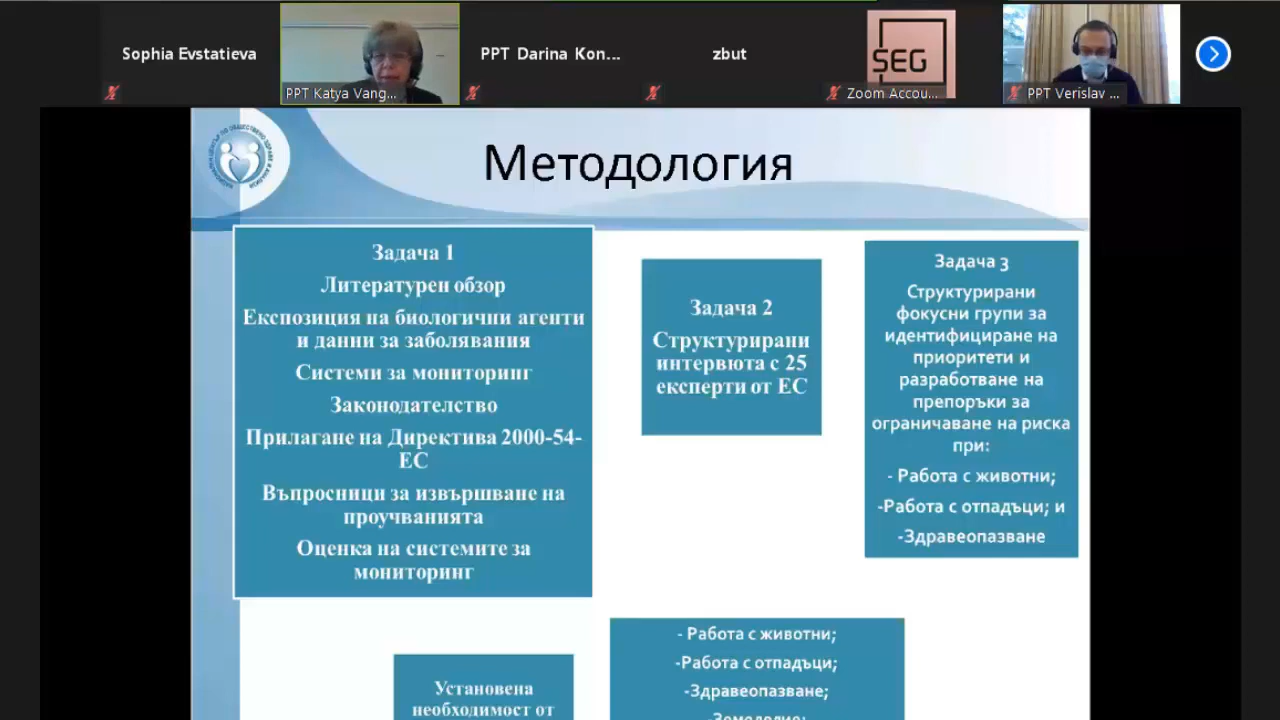 Sophia Evstatieva
PPT Katya Vang...
PPT Darina Kon...
zbut
ȘEG
Zoom Accou...
PPT Verislav ...
Методология
Задача 1
Литературен обзор
Експозиция на биологични агенти
и данни за заболявания
Системи за мониторинг
Законодателство
Прилагане на Директива 2000-54-
ЕС
Въпросници за извършване на
проучванията
Оценка на системите за
мониторинг
Задача 2
Структурирани
интервюта с 25
експерти от ЕС
Задача 3
Структурирани
фокусни групи за
идентифициране на
приоритети и
разработване на
препоръки за
ограничаване на риска
при:
- Работа с животни;
-Работа с отпадъци; и
-Здравеопазване
Установена
необходимост от
- Работа с животни;
-Работа с отпадъци;
-Здравеопазване;
-Земеделие;